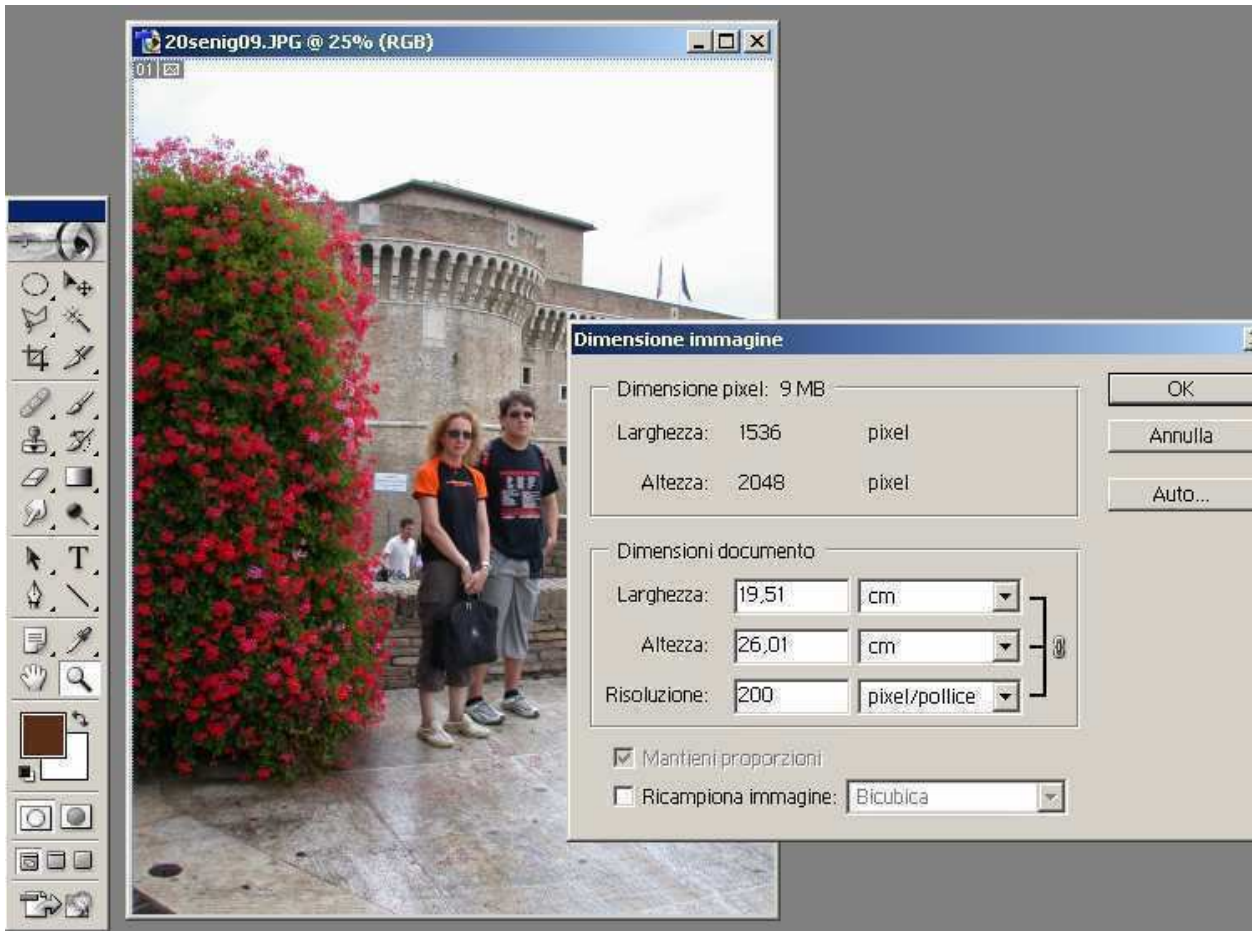 20senig09.JPG @ 25% (RGB)
01
Dimensione immagine
Dimensione pixel: 9 MB
Larghezza: 1536 pixel
Altezza: 2048 pixel
Dimensioni documento
Larghezza: 19,51 cm
Altezza: 26,01 cm
Risoluzione: 200 pixel/pollice
Mantieni proporzioni
Ricampiona immagine: Bicubica
OK
Annulla
Auto...
T